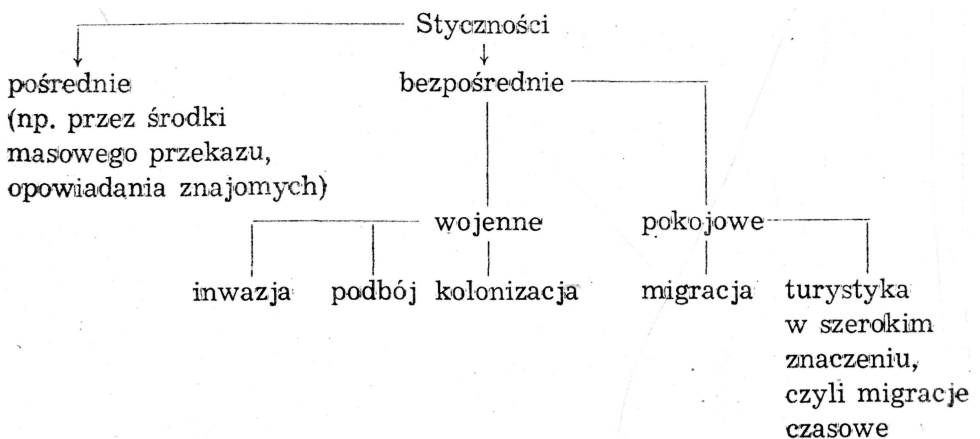 Styczności
pośrednie
(np. przez środki
masowego przekazu,
opowiadania znajomych)
bezpośrednie
wojenne
pokojowe
inwazja
podbój
kolonizacja
migracja
turystyka
w szerokim
znaczeniu,
czyli migracje
czasowe